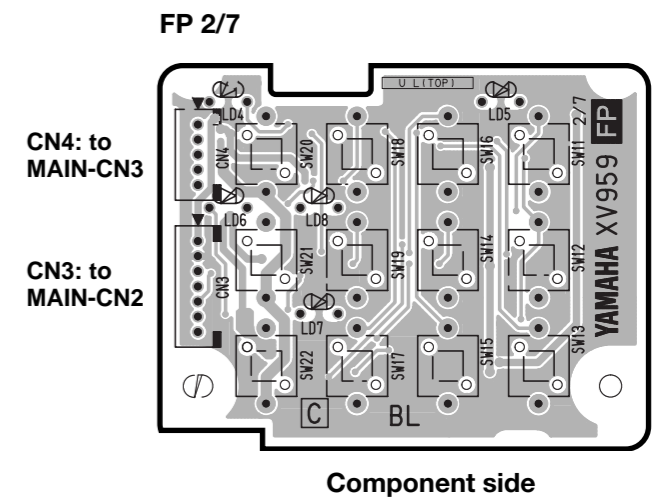 FP 2/7
U L(TOP)
LD4
LD5
2/7
FP
CN4: to
MAIN-CN3
CN4
SW20
SW18
SW16
SW11
XV959
LD6
LD8
CN3: to
MAIN-CN2
CN3
SW21
SW19
SW14
SW12
YAMAHA
LD7
SW22
SW17
SW15
SW13
C
BL
Component side